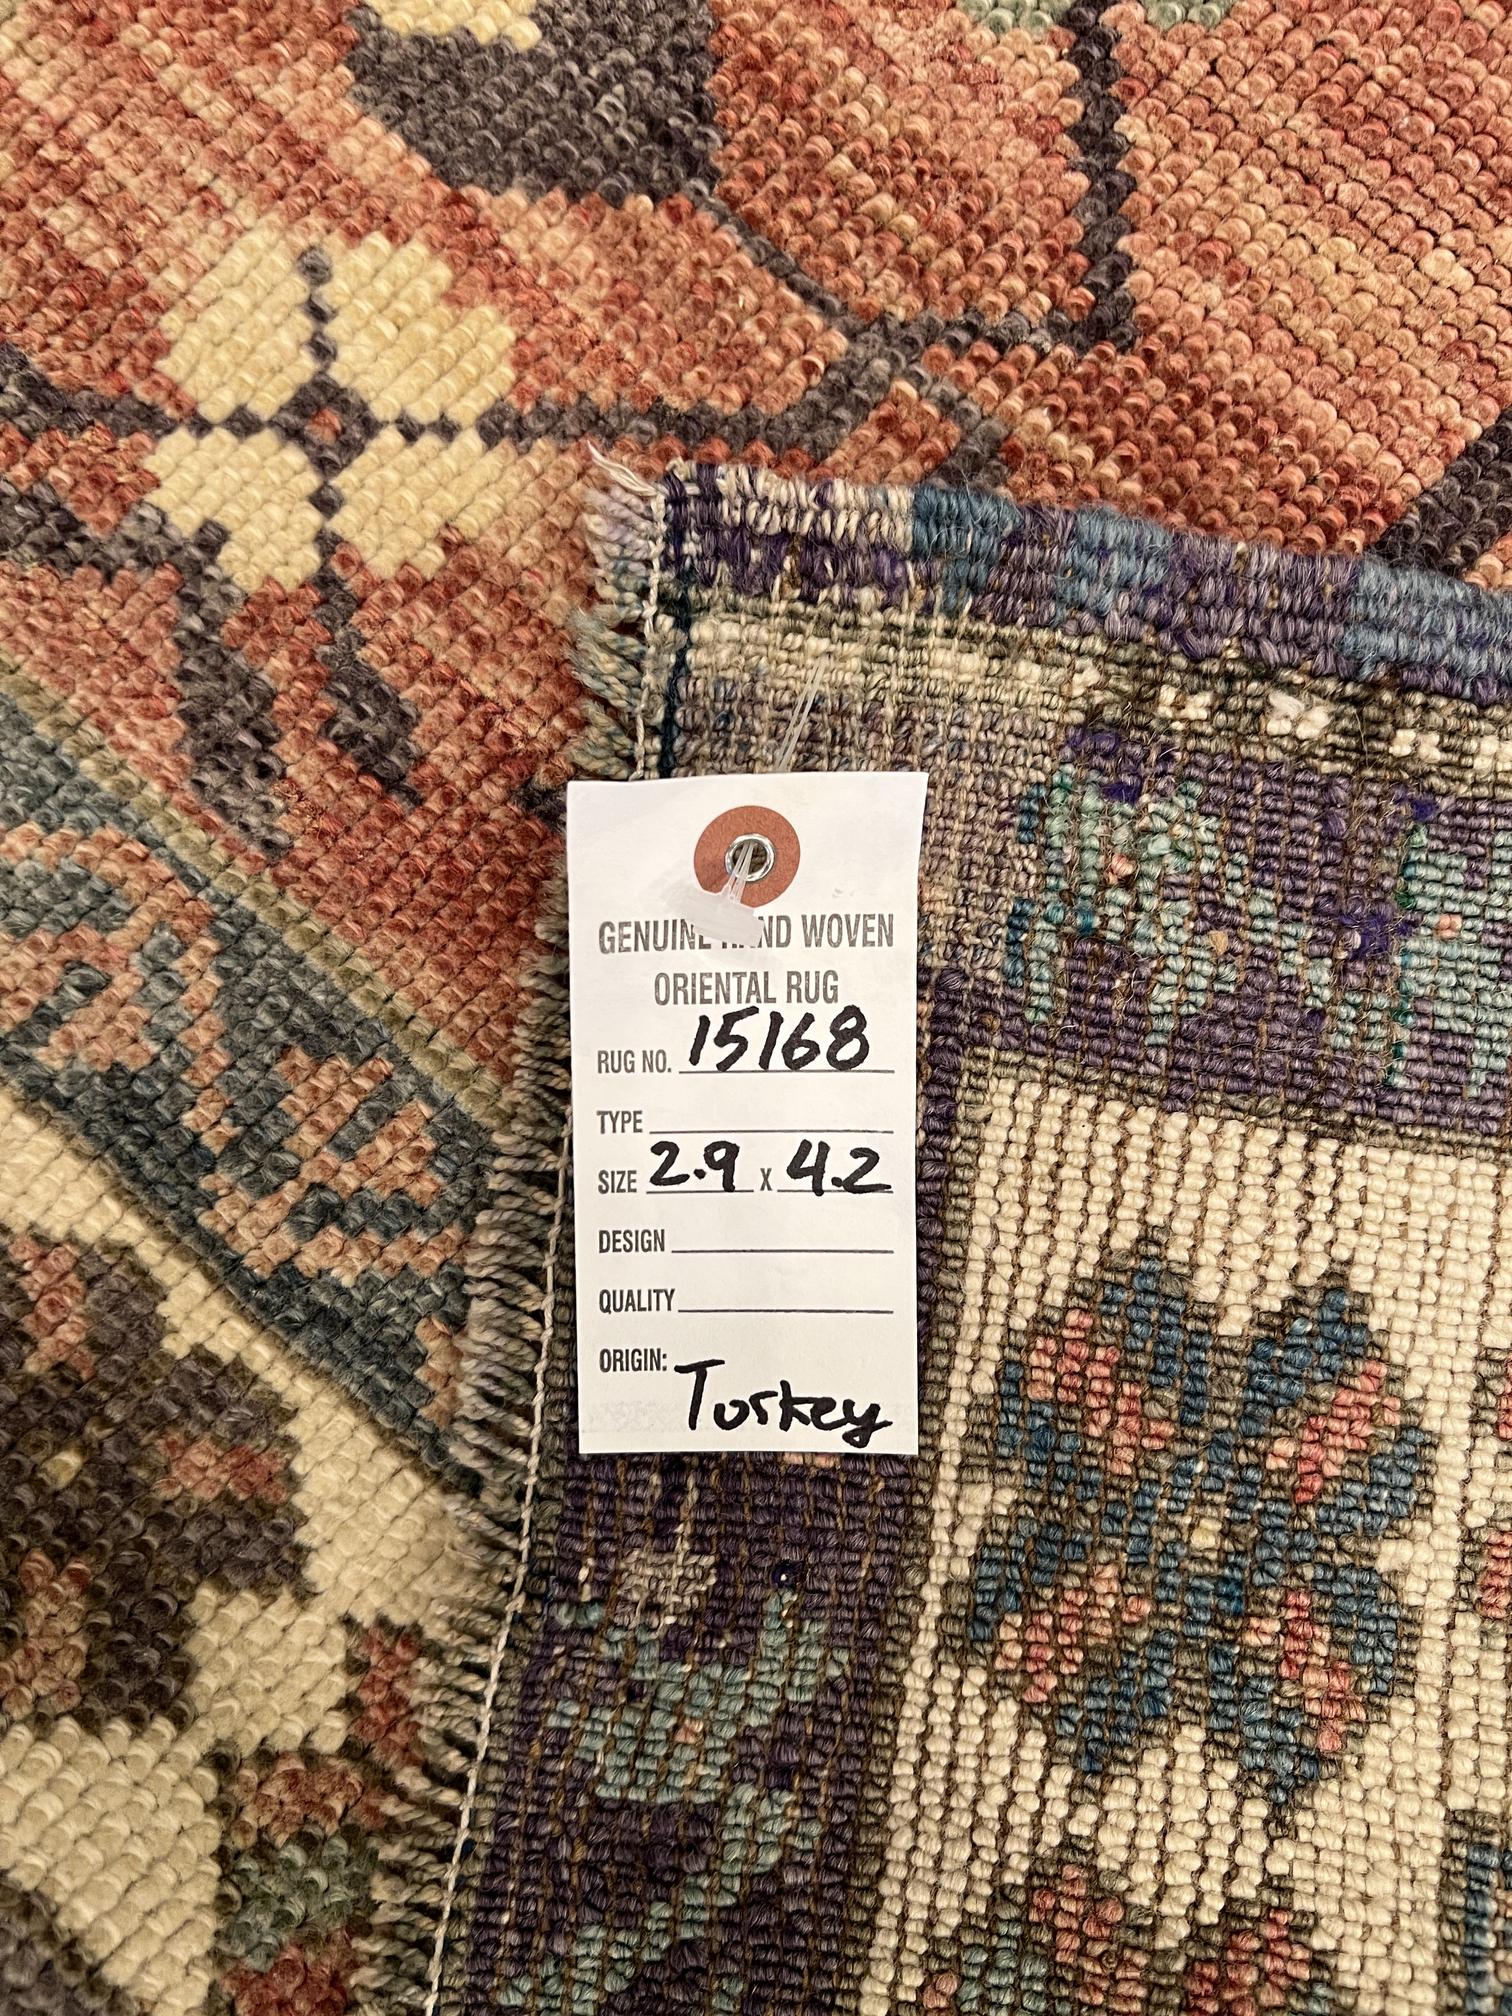 GENUINE HAND WOVEN
ORIENTAL RUG
RUG NO. 15168
TYPE
SIZE 2.9 X 4.2
DESIGN
QUALITY
ORIGIN: Turkey